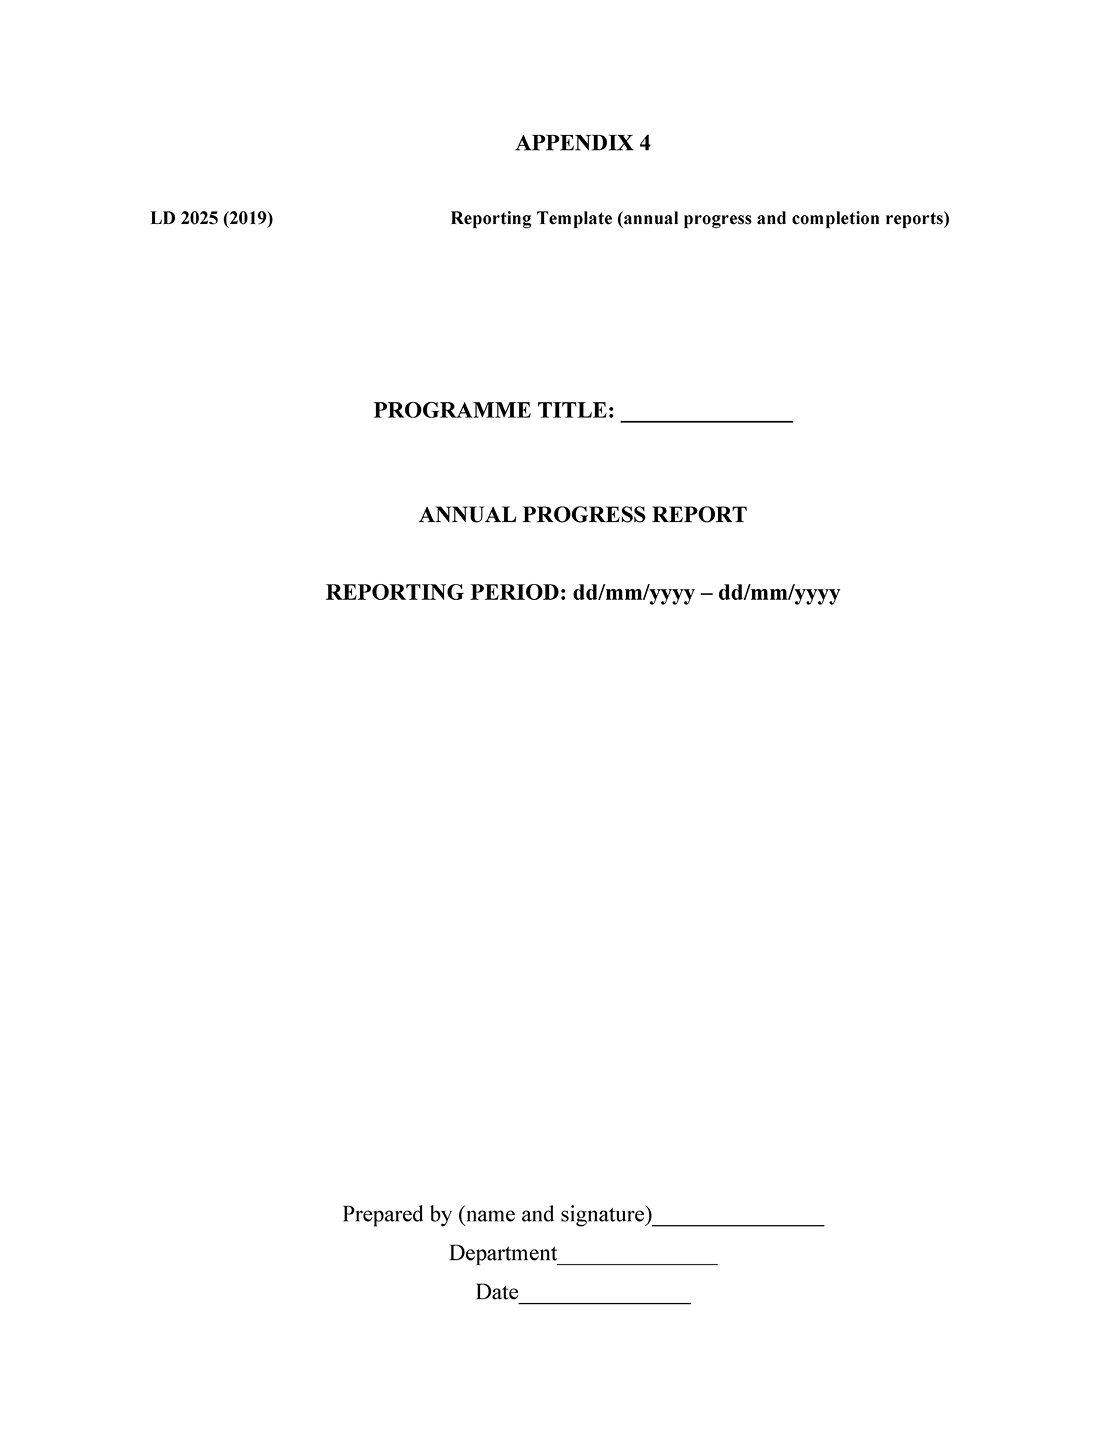 APPENDIX 4
LD 2025 (2019) Reporting Template (annual progress and completion reports)
PROGRAMME TITLE: _______________
ANNUAL PROGRESS REPORT
REPORTING PERIOD: dd/mm/yyyy – dd/mm/yyyy
Prepared by (name and signature)_______________
Department______________
Date_______________